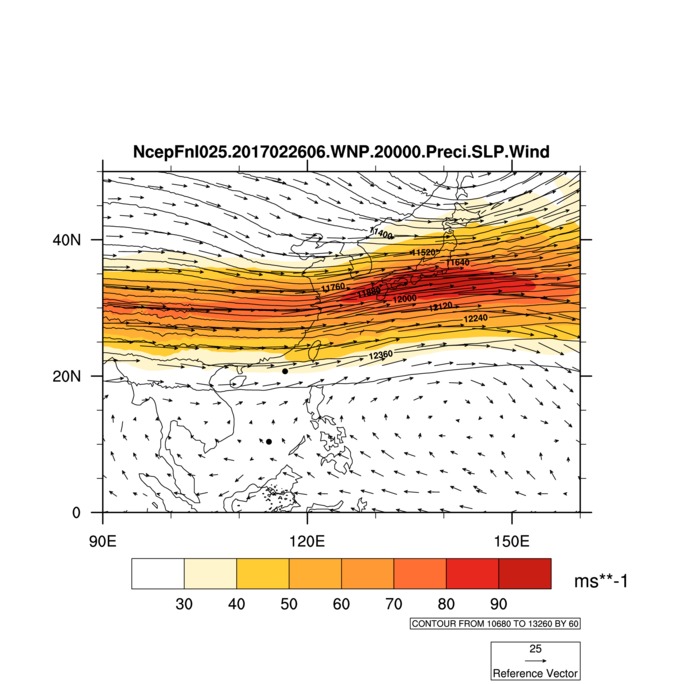 NcepFnl025.2017022606.WNP.20000.Preci.SLP.Wind
40N
20N
0
90E 120E 150E
11400
11520
11640
11760
11880
12000
12120
12240
12360
30 40 50 60 70 80 90
ms**-1
CONTOUR FROM 10680 TO 13260 BY 60
25
Reference Vector